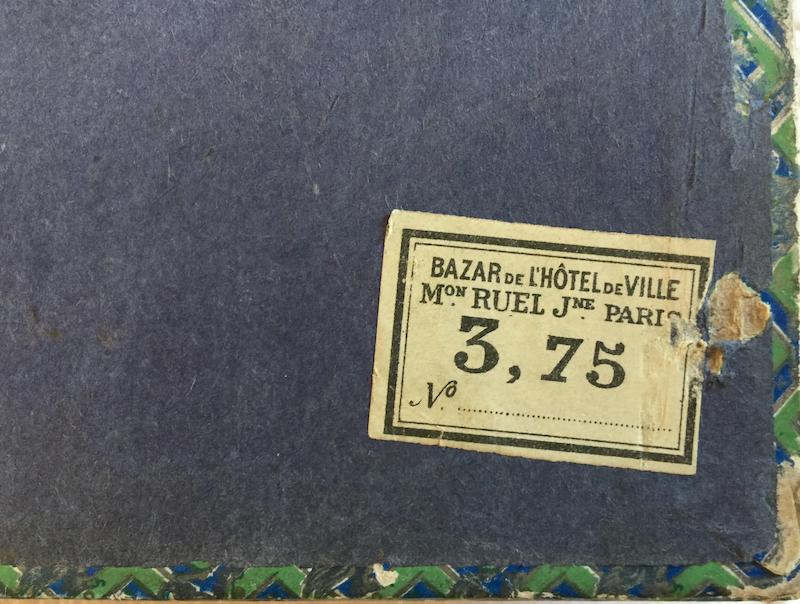 BAZAR DE L'HÔTEL DE VILLE
MON. RUEL JNE. PARIS
3,75
No